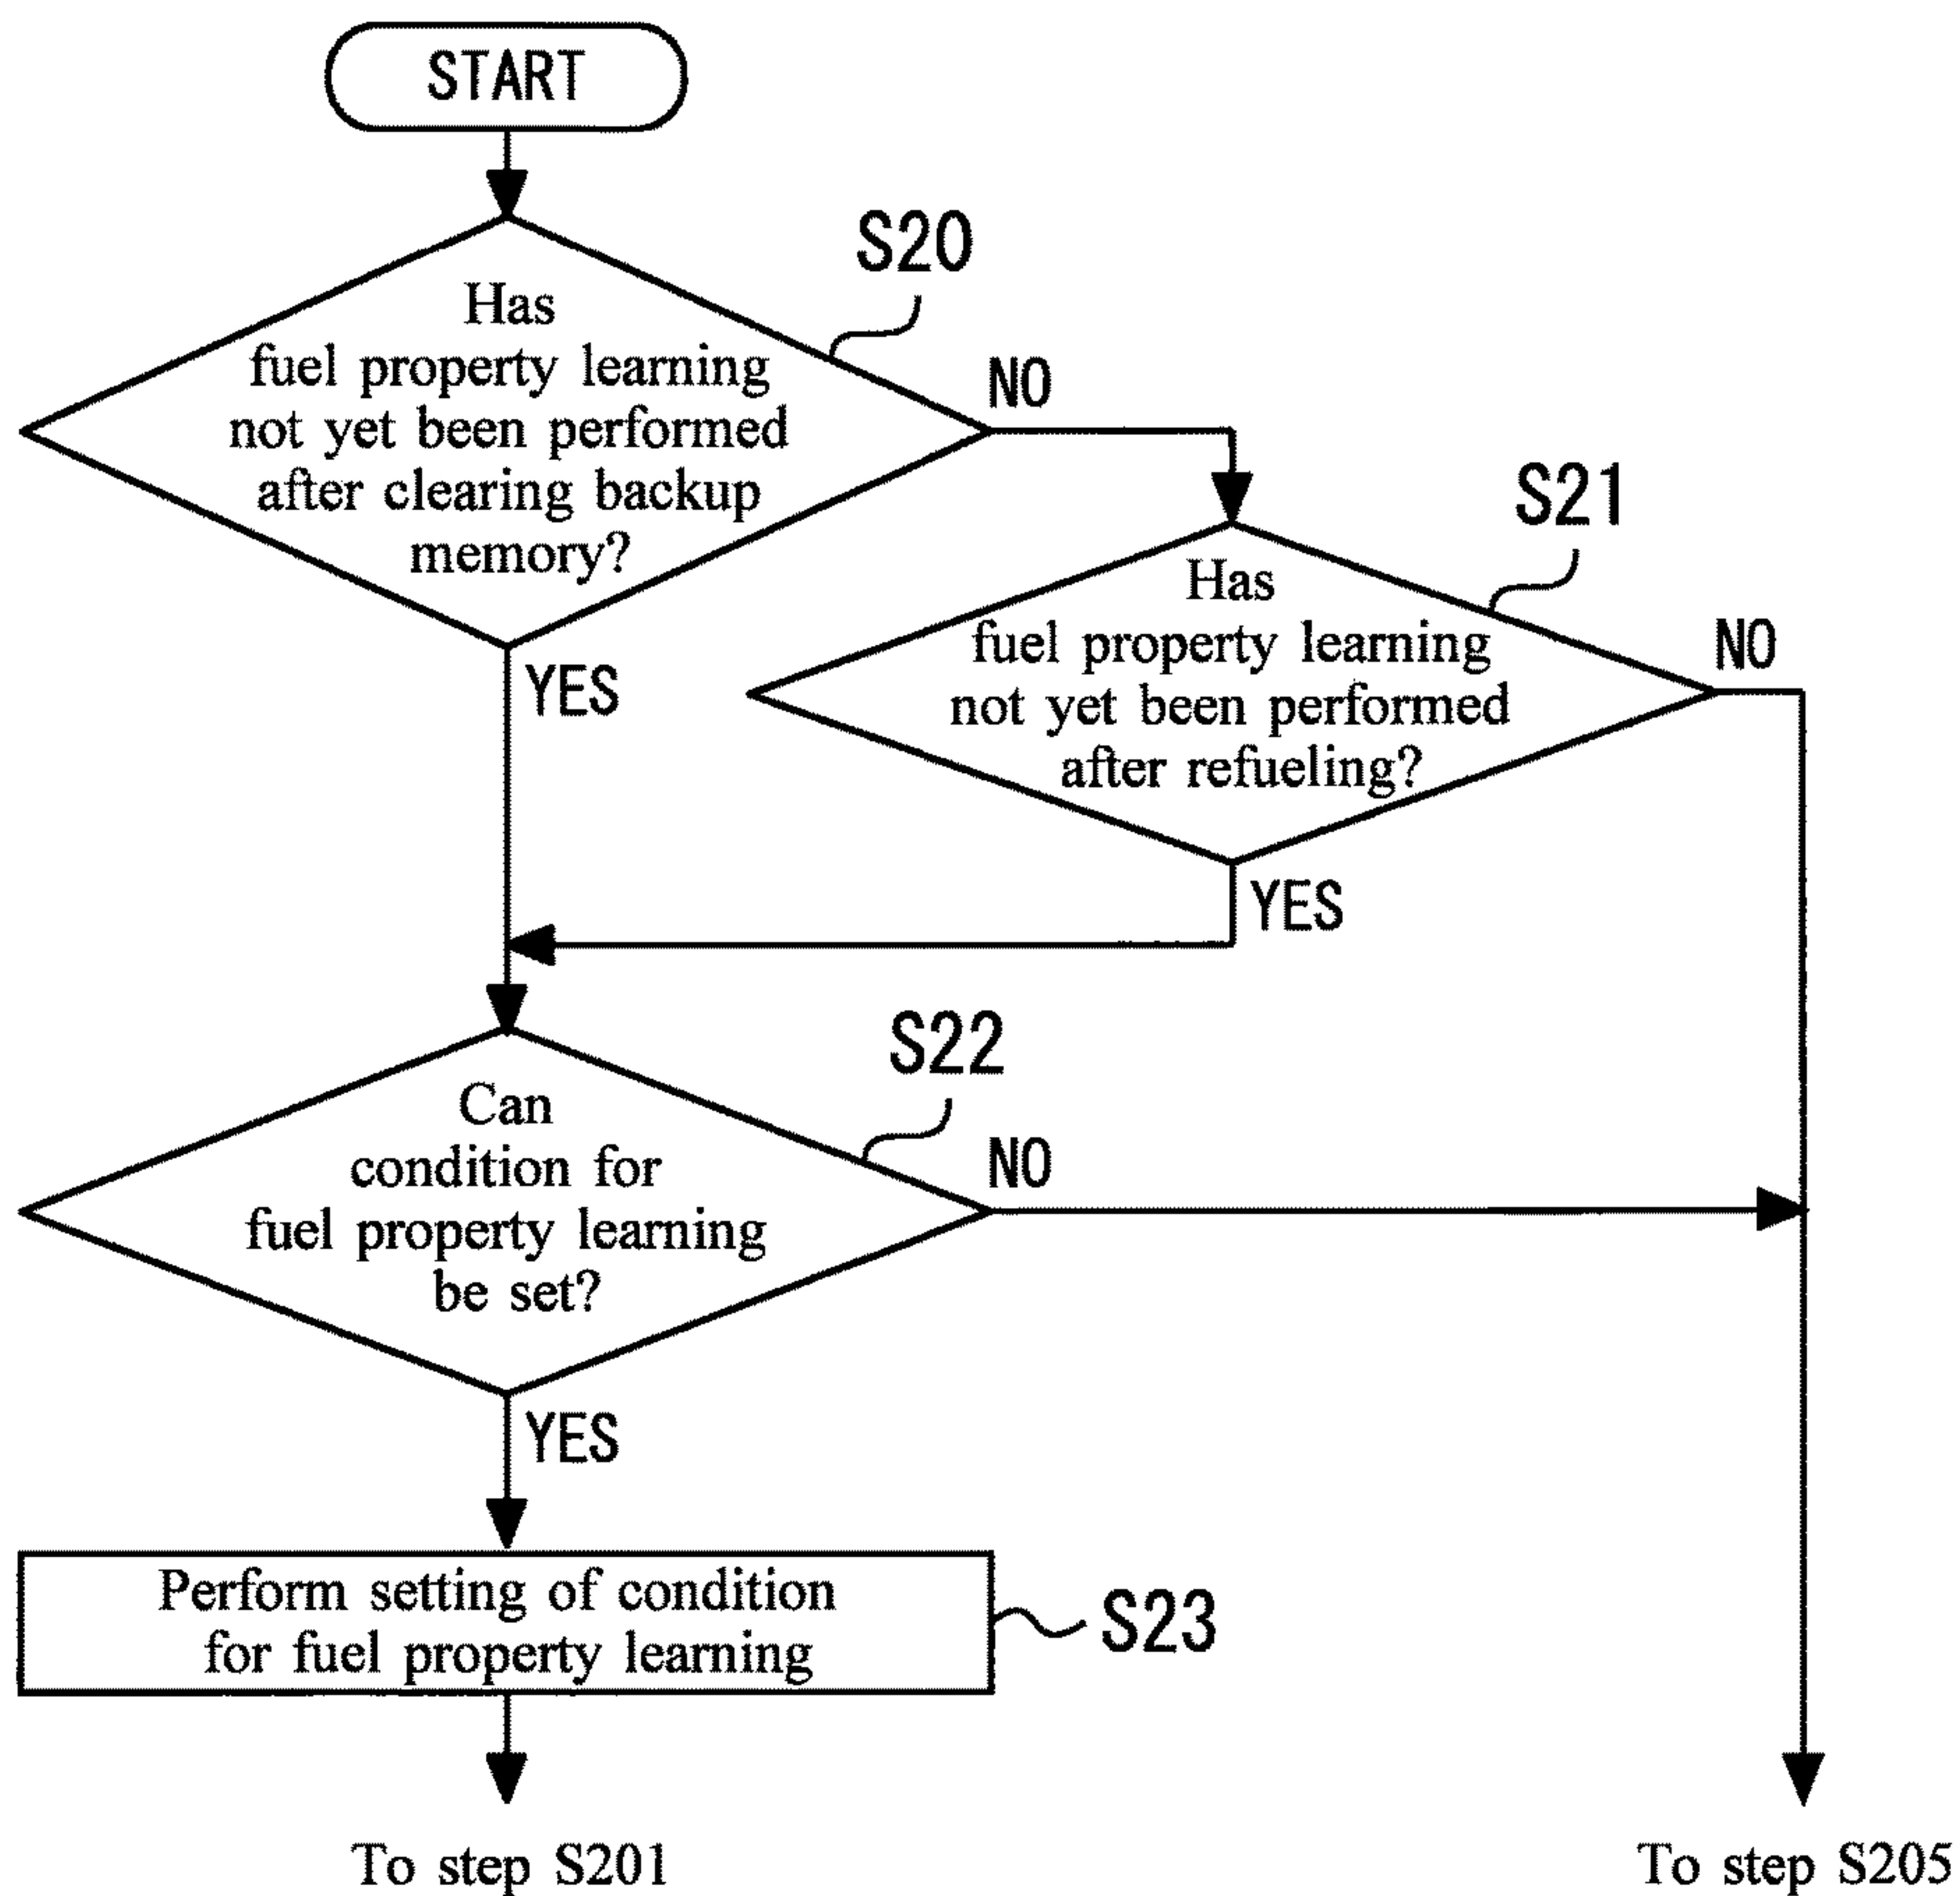 START
S20
Has
fuel property learning
not yet been performed
after clearing backup
memory?
NO
YES
S21
Has
fuel property learning
not yet been performed
after refueling?
NO
YES
S22
Can
condition for
fuel property learning
be set?
NO
YES
Perform setting of condition
for fuel property learning
S23
To step S201
To step S205